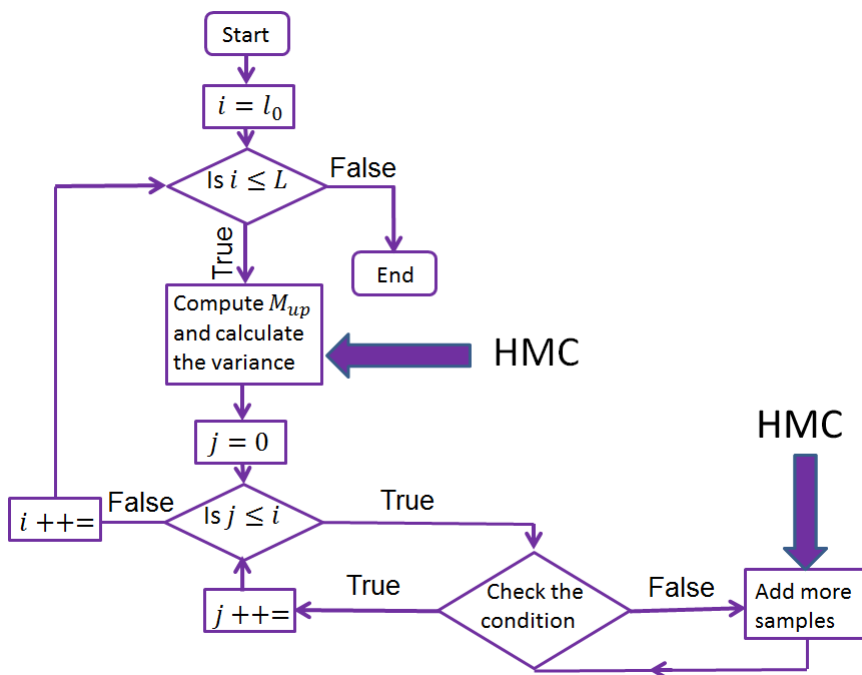 Start
i = l₀
Is i ≤ L
False
True
End
Compute M_up
and calculate
the variance
HMC
j = 0
HMC
Is j ≤ i
False
True
i ++=
Check the
condition
True
False
j ++=
Add more
samples